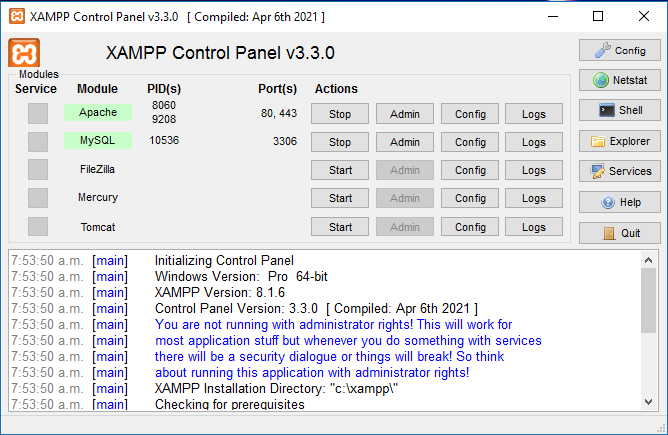 XAMPP Control Panel v3.3.0 [ Compiled: Apr 6th 2021 ]
XAMPP Control Panel v3.3.0
Config
Modules
Service Module PID(s) Port(s) Actions
Netstat
Apache 8060 9208 80, 443 Stop Admin Config Logs
Shell
MySQL 10536 3306 Stop Admin Config Logs
Explorer
FileZilla Start Admin Config Logs
Services
Mercury Start Admin Config Logs
Help
Tomcat Start Admin Config Logs
Quit
7:53:50 a.m. [main] Initializing Control Panel
7:53:50 a.m. [main] Windows Version: Pro 64-bit
7:53:50 a.m. [main] XAMPP Version: 8.1.6
7:53:50 a.m. [main] Control Panel Version: 3.3.0 [ Compiled: Apr 6th 2021 ]
7:53:50 a.m. [main] You are not running with administrator rights! This will work for
7:53:50 a.m. [main] most application stuff but whenever you do something with services
7:53:50 a.m. [main] there will be a security dialogue or things will break! So think
7:53:50 a.m. [main] about running this application with administrator rights!
7:53:50 a.m. [main] XAMPP Installation Directory: "c:\xampp\"
7:53:50 a.m. [main] Checking for prerequisites